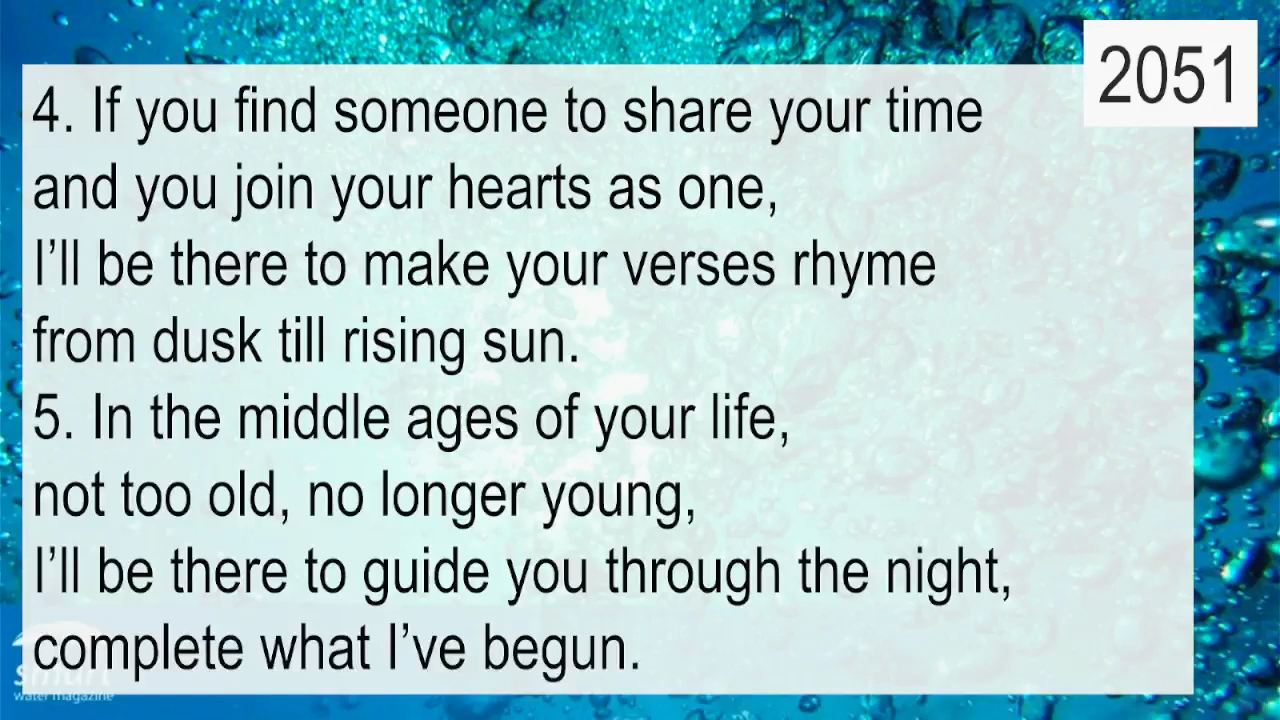 2051
4. If you find someone to share your time
and you join your hearts as one,
I’ll be there to make your verses rhyme
from dusk till rising sun.
5. In the middle ages of your life,
not too old, no longer young,
I’ll be there to guide you through the night,
complete what I’ve begun.
smart
water magazine